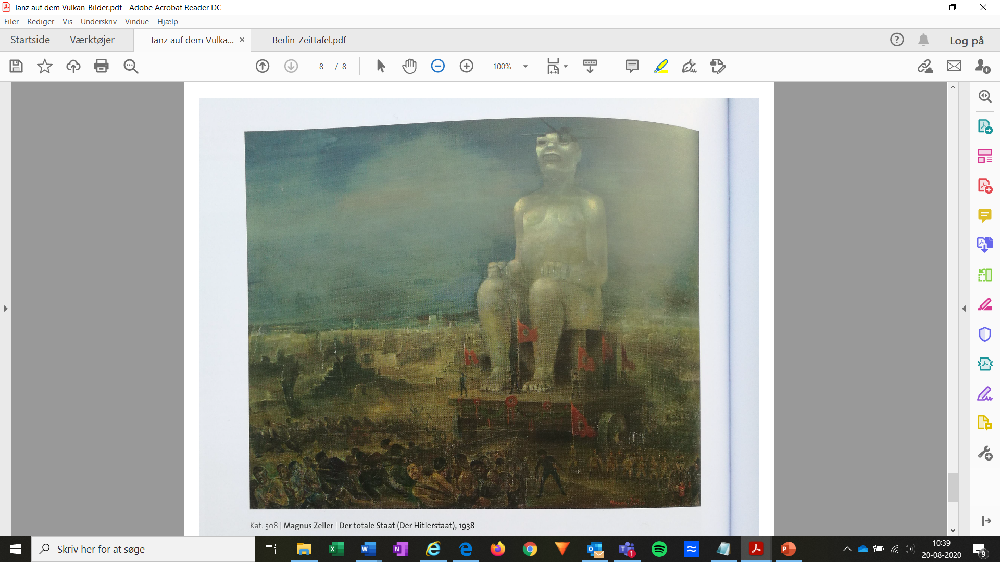 Tanz auf dem Vulkan_Bilder.pdf - Adobe Acrobat Reader DC
Filer Rediger Vis Underskriv Vindue Hjælp
Startside Værktøjer Tanz auf dem Vulka... Berlin_Zeittafel.pdf Log på
8 / 8 100%
Kat. 508 | Magnus Zeller | Der totale Staat (Der Hitlerstaat), 1938
Skriv her for at søge
10:39
20-08-2020
1
9